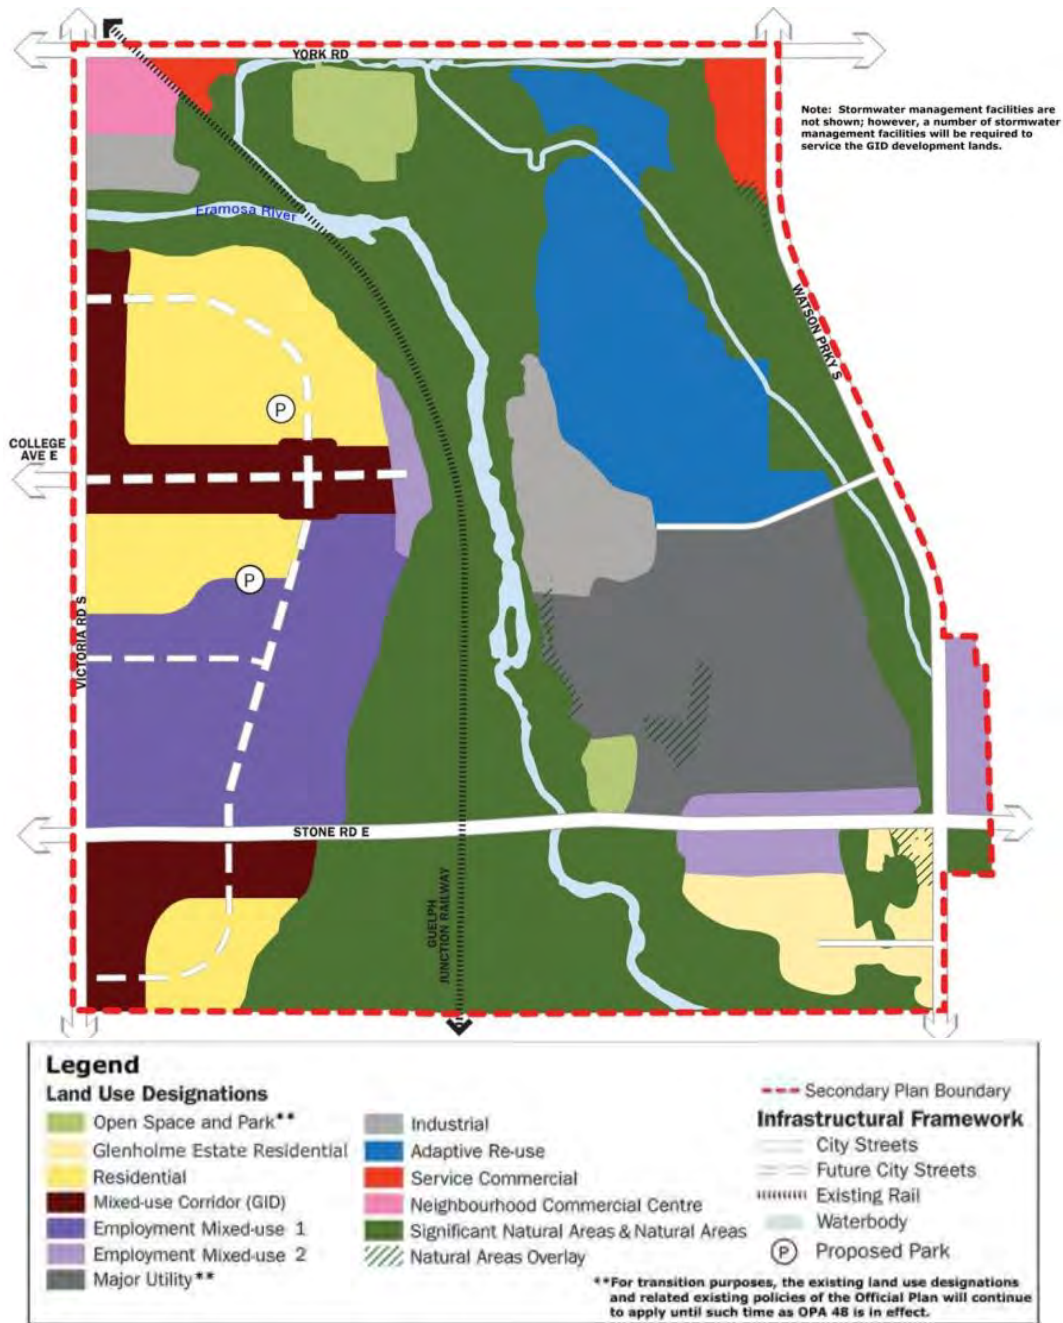 YORK RD
Note: Stormwater management facilities are
not shown; however, a number of stormwater
management facilities will be required to
service the GID development lands.
Eramosa River
WATSON PRKY S
P
COLLEGE
AVE E
P
VICTORIA RD S
STONE RD E
GUELPH
JUNCTION RAILWAY
Legend
Land Use Designations
Open Space and Park**
Glenholme Estate Residential
Residential
Mixed-use Corridor (GID)
Employment Mixed-use 1
Employment Mixed-use 2
Major Utility**
Industrial
Adaptive Re-use
Service Commercial
Neighbourhood Commercial Centre
Significant Natural Areas & Natural Areas
Natural Areas Overlay
Secondary Plan Boundary
Infrastructural Framework
City Streets
Future City Streets
Existing Rail
Waterbody
P Proposed Park
**For transition purposes, the existing land use designations
and related existing policies of the Official Plan will continue
to apply until such time as OPA 48 is in effect.